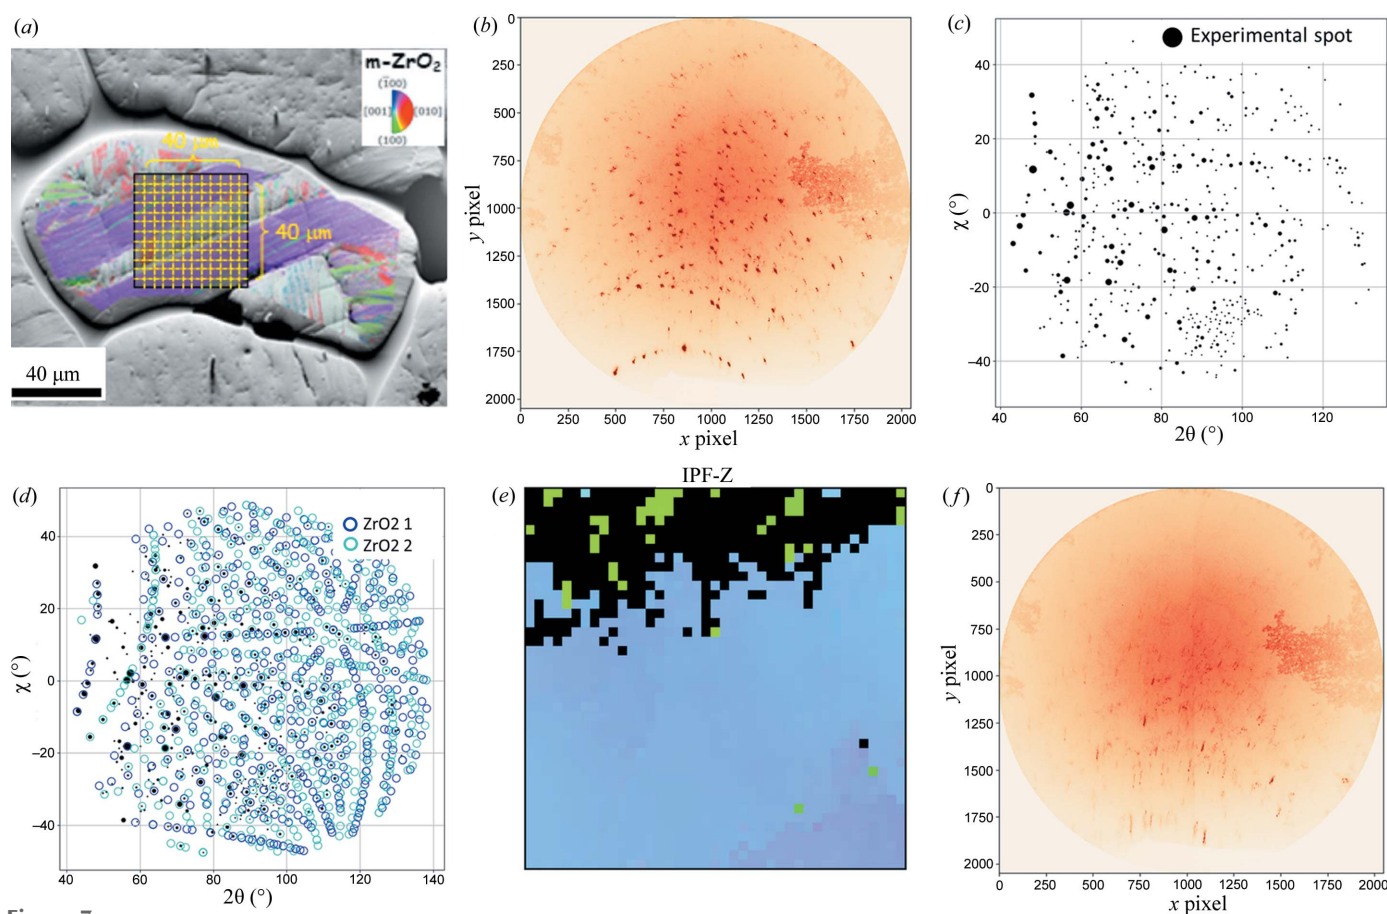 (a)
m-ZrO2
(1̄00)
[001] [010]
(100)
40 μm
40 μm
40 μm
(b)
0
250
500
750
1000
1250
1500
1750
2000
y pixel
0 250 500 750 1000 1250 1500 1750 2000
x pixel
(c)
Experimental spot
40
20
0
−20
−40
χ (°)
40 60 80 100 120
2θ (°)
(d)
ZrO2 1
ZrO2 2
40
20
0
−20
−40
χ (°)
40 60 80 100 120 140
2θ (°)
(e)
IPF-Z
(f)
0
250
500
750
1000
1250
1500
1750
2000
y pixel
0 250 500 750 1000 1250 1500 1750 2000
x pixel